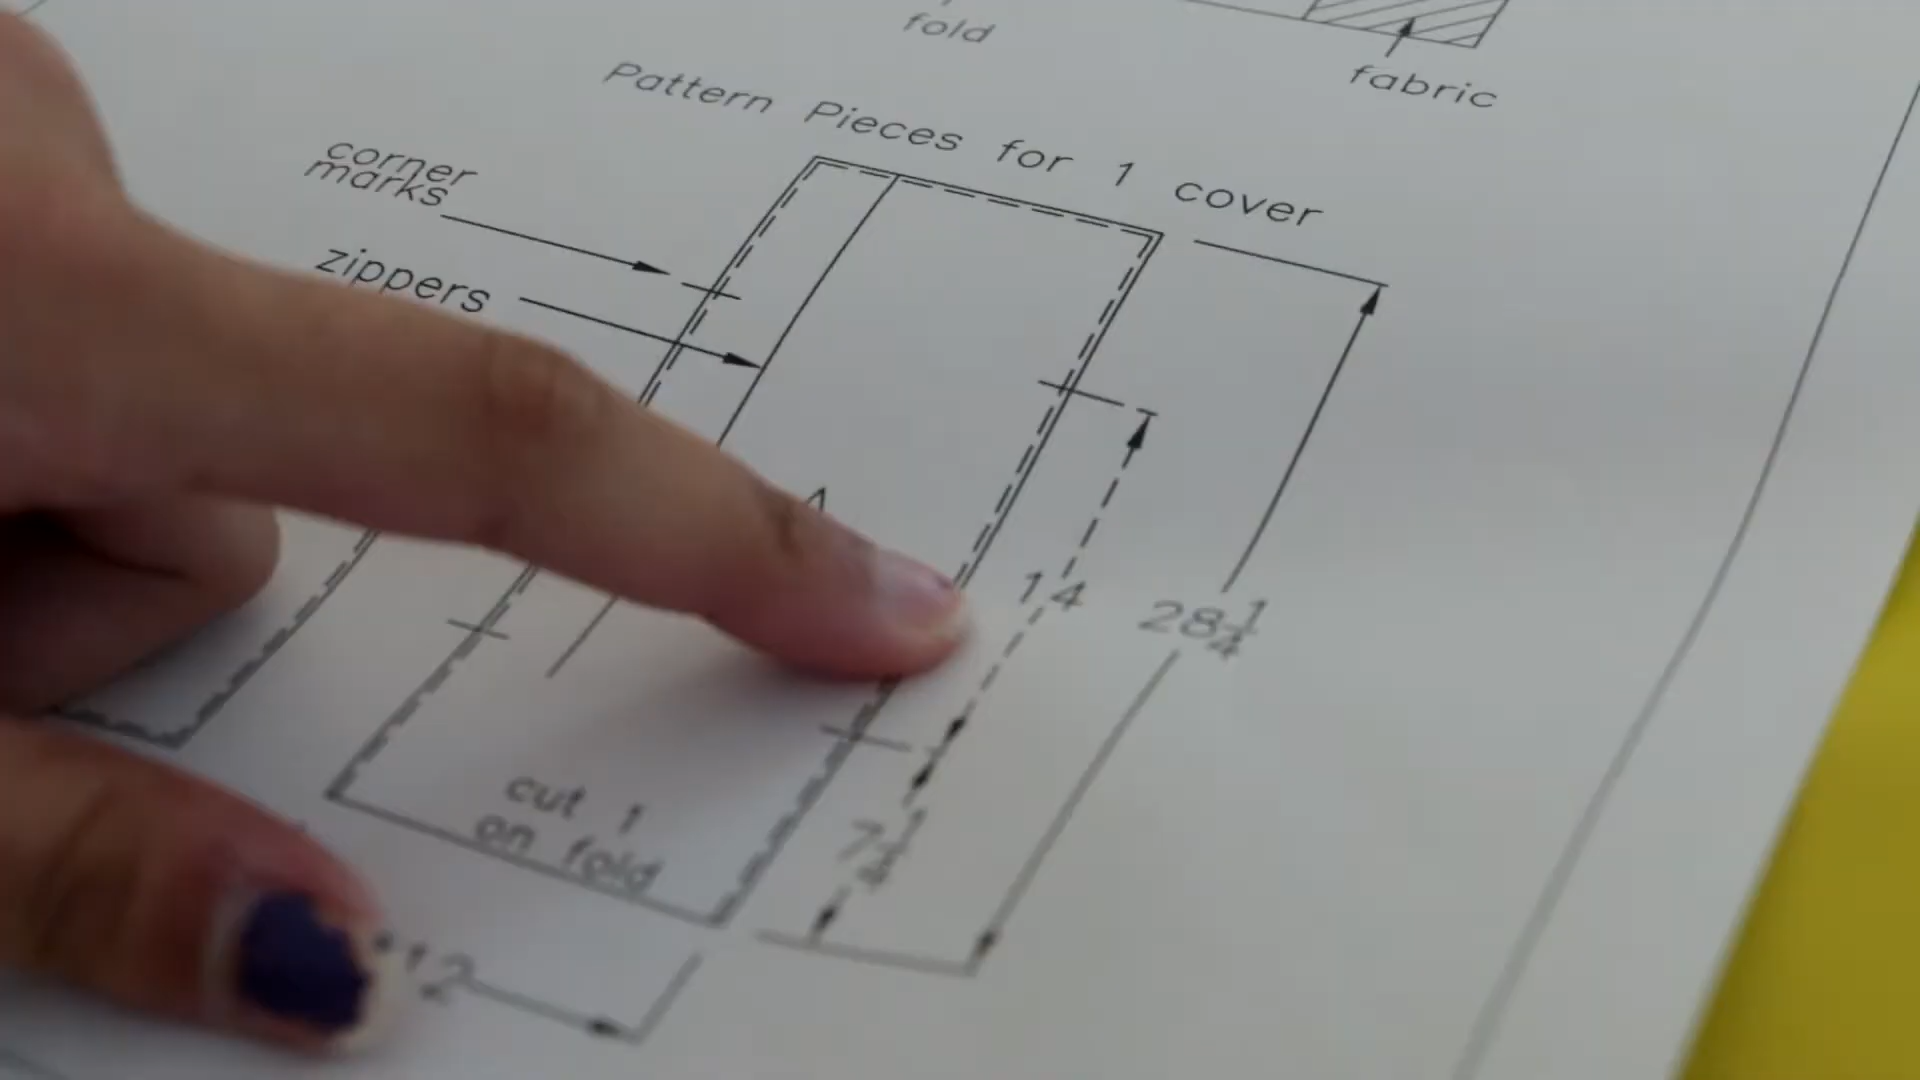 fold
fabric
Pattern Pieces for 1 cover
corner
marks
zippers
14
28 1/4
7 1/4
cut 1
on fold
12